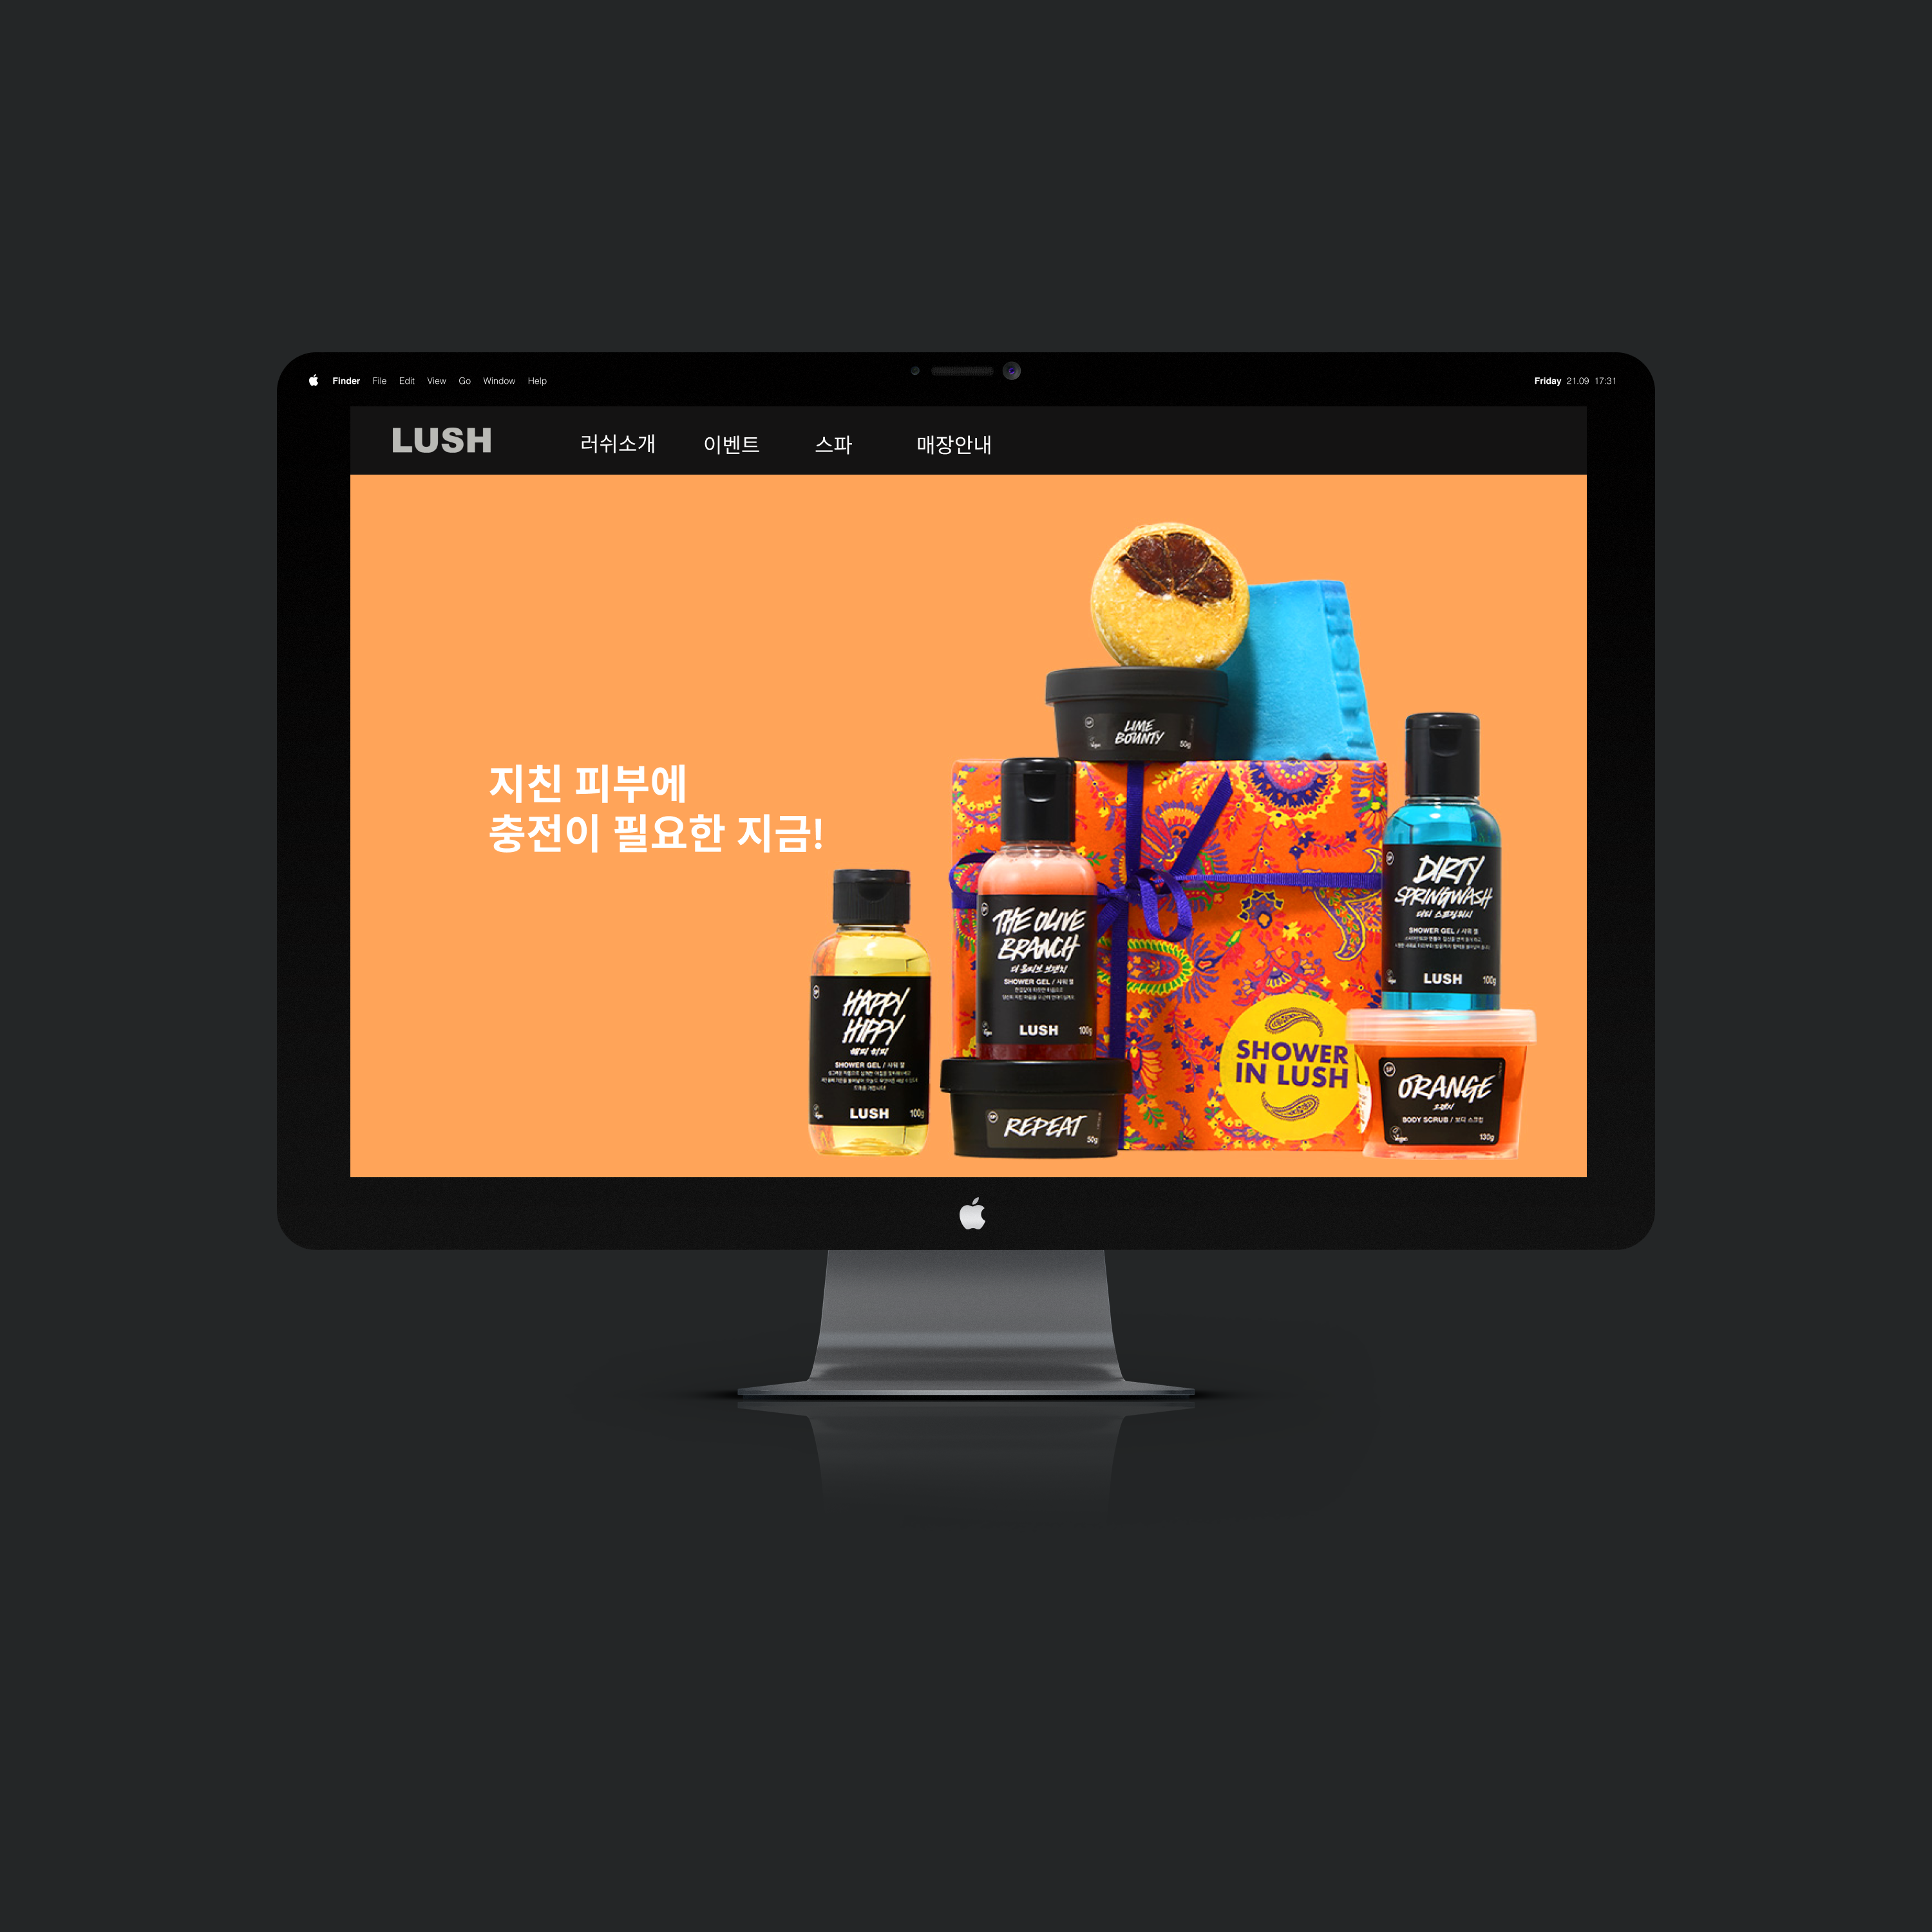 Finder File Edit View Go Window Help
Friday 21.09 17:31
LUSH
러쉬소개 이벤트 스파 매장안내
지친 피부에
충전이 필요한 지금!
LIME
BOUNTY
50g
THE OLIVE
BRANCH
더 올리브 브랜치
SHOWER GEL / 샤워 젤
LUSH 100g
HAPPY
HIPPY
해피 히피
SHOWER GEL / 샤워 젤
LUSH 100g
REPEAT
50g
SHOWER
IN LUSH
DIRTY
SPRINGWASH
더티 스프링워시
SHOWER GEL / 샤워 젤
LUSH 100g
ORANGE
오렌지
BODY SCRUB / 보디 스크럽
130g